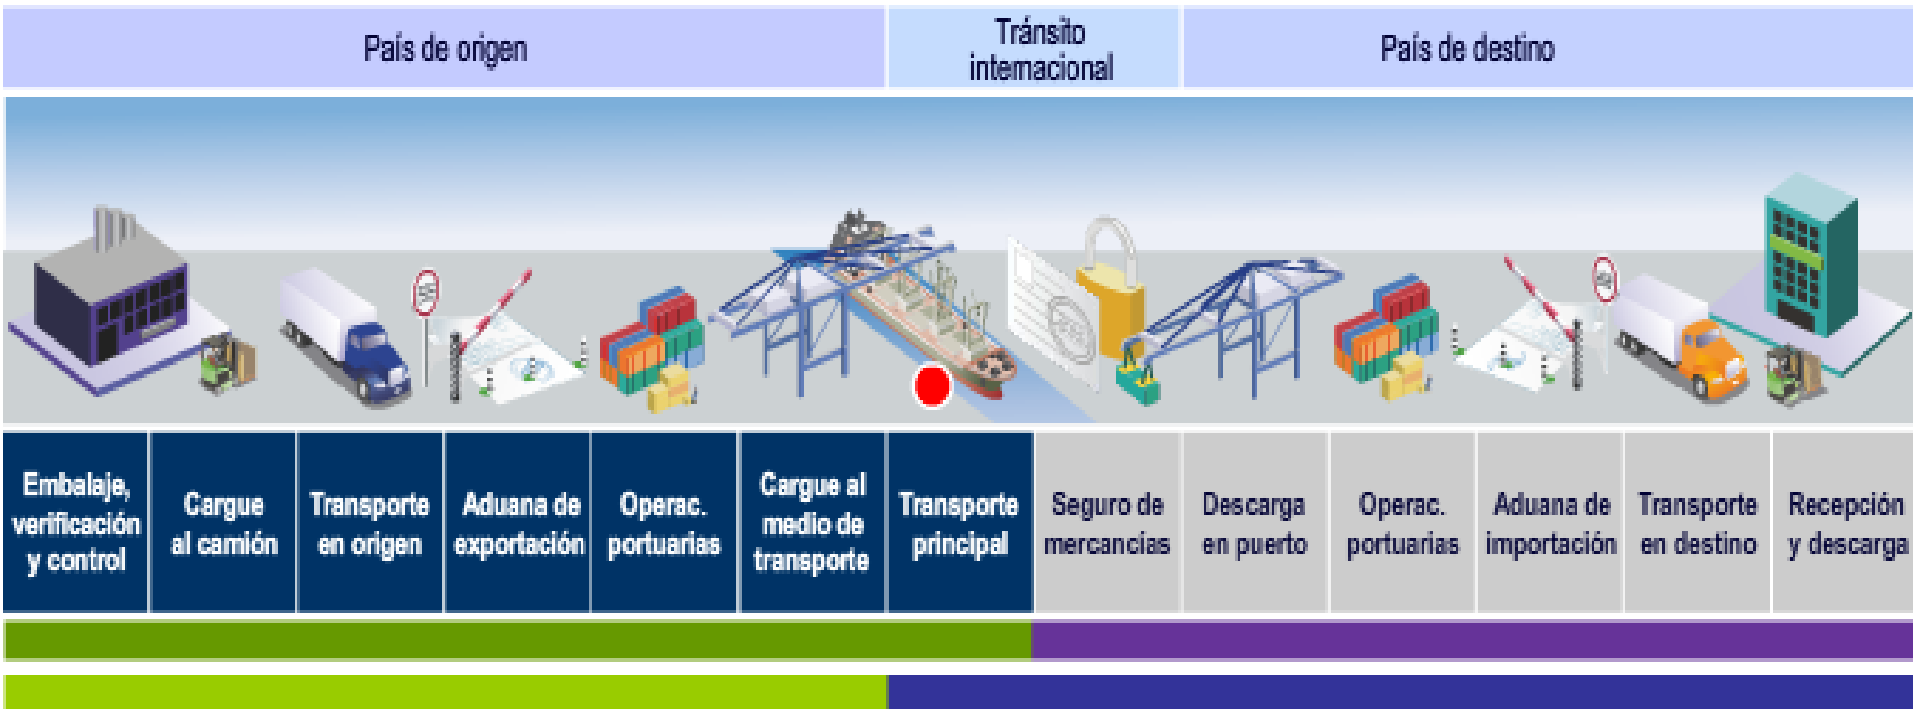 País de origen
Tránsito
internacional
País de destino
Embalaje,
verificación
y control
Cargue
al camión
Transporte
en origen
Aduana de
exportación
Operac.
portuarias
Cargue al
medio de
transporte
Transporte
principal
Seguro de
mercancías
Descarga
en puerto
Operac.
portuarias
Aduana de
importación
Transporte
en destino
Recepción
y descarga